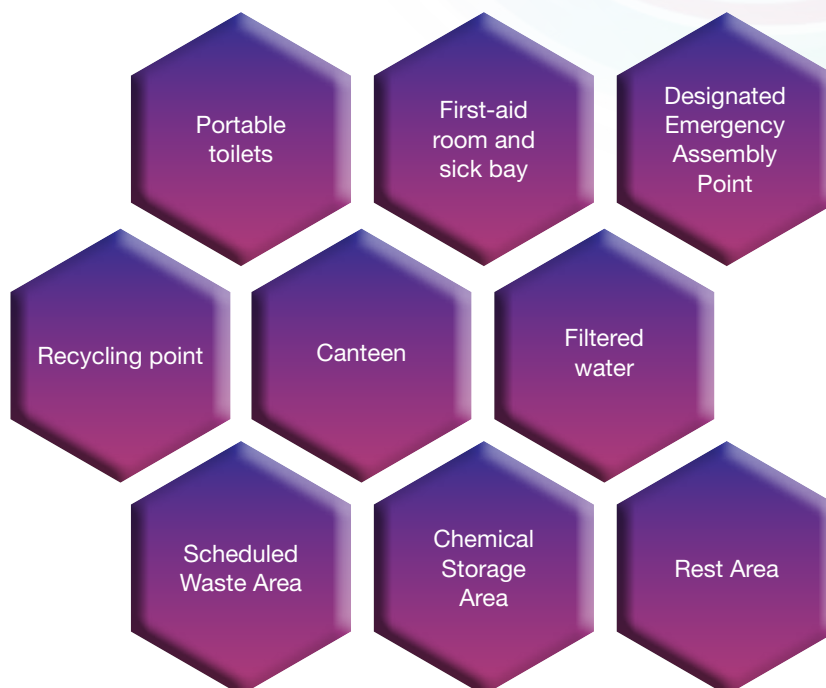 Portable
toilets
First-aid
room and
sick bay
Designated
Emergency
Assembly
Point
Recycling point
Canteen
Filtered
water
Scheduled
Waste Area
Chemical
Storage
Area
Rest Area